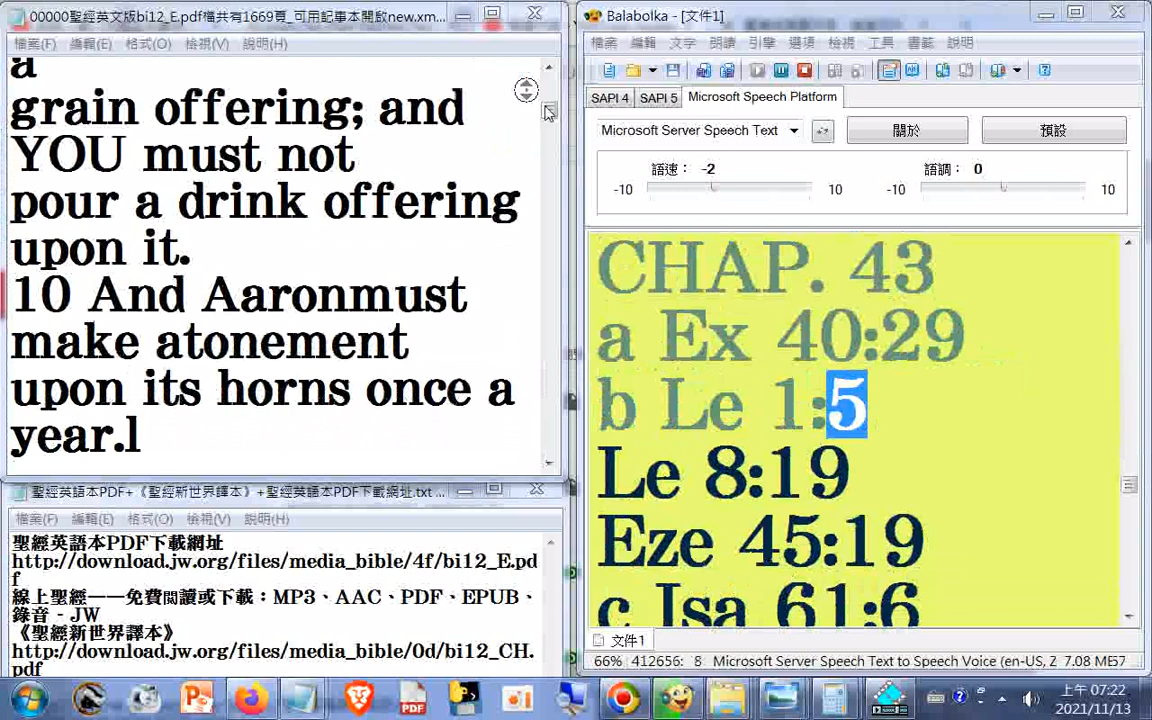 00000聖經英文版bi12_E.pdf檔共有1669頁_可用記事本開啟new.xm...
檔案(F) 編輯(E) 格式(O) 檢視(V) 說明(H)
a
grain offering; and
YOU must not
pour a drink offering
upon it.
10 And Aaronmust
make atonement
upon its horns once a
year.l
聖經英語本PDF+《聖經新世界譯本》+聖經英語本PDF下載網址.txt ...
檔案(F) 編輯(E) 格式(O) 檢視(V) 說明(H)
聖經英語本PDF下載網址
http://download.jw.org/files/media_bible/4f/bi12_E.pd
f
線上聖經——免費閱讀或下載：MP3、AAC、PDF、EPUB、
錄音 - JW
《聖經新世界譯本》
http://download.jw.org/files/media_bible/0d/bi12_CH.
pdf
Balabolka - [文件1]
檔案 編輯 文字 朗讀 引擎 選項 檢視 工具 書籤 說明
SAPI 4 SAPI 5 Microsoft Speech Platform
Microsoft Server Speech Text 關於 預設
語速： -2 語調： 0
-10 10 -10 10
CHAP. 43
a Ex 40:29
b Le 1:5
Le 8:19
Eze 45:19
c Isa 61:6
文件1
66% 412656: 8 Microsoft Server Speech Text to Speech Voice (en-US, Z 7.08 ME57
PDF
上午 07:22
2021/11/13